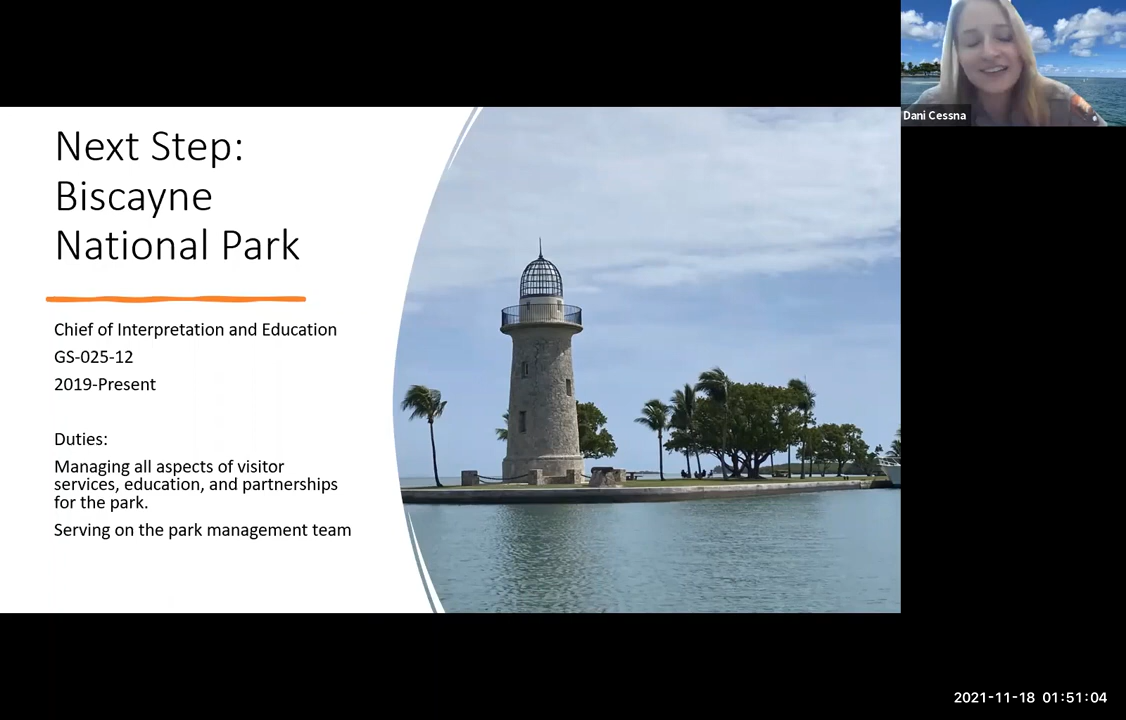 Next Step:
Biscayne
National Park
Chief of Interpretation and Education
GS-025-12
2019-Present
Duties:
Managing all aspects of visitor
services, education, and partnerships
for the park.
Serving on the park management team
Dani Cessna
2021-11-18 01:51:04